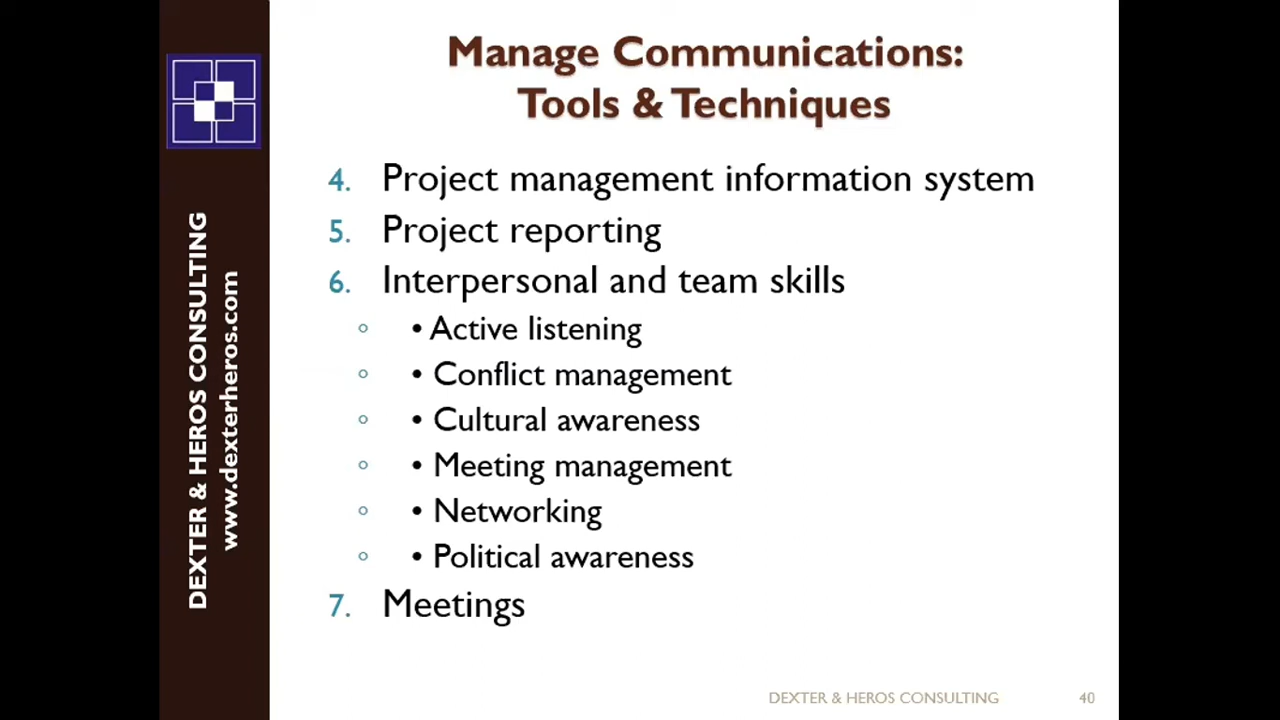 Manage Communications:
Tools & Techniques
4. Project management information system
5. Project reporting
6. Interpersonal and team skills
◦ • Active listening
◦ • Conflict management
◦ • Cultural awareness
◦ • Meeting management
◦ • Networking
◦ • Political awareness
7. Meetings
DEXTER & HEROS CONSULTING
www.dexterheros.com
DEXTER & HEROS CONSULTING 40